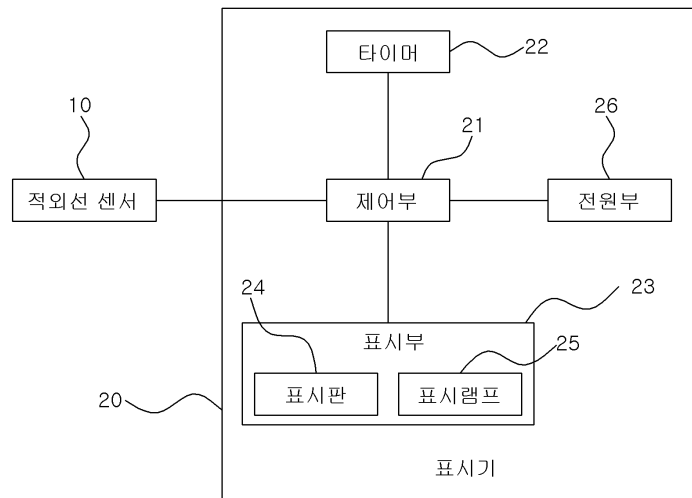 타이머
22
10
21
26
적외선 센서
제어부
전원부
24
23
표시부
25
표시판
표시램프
20
표시기